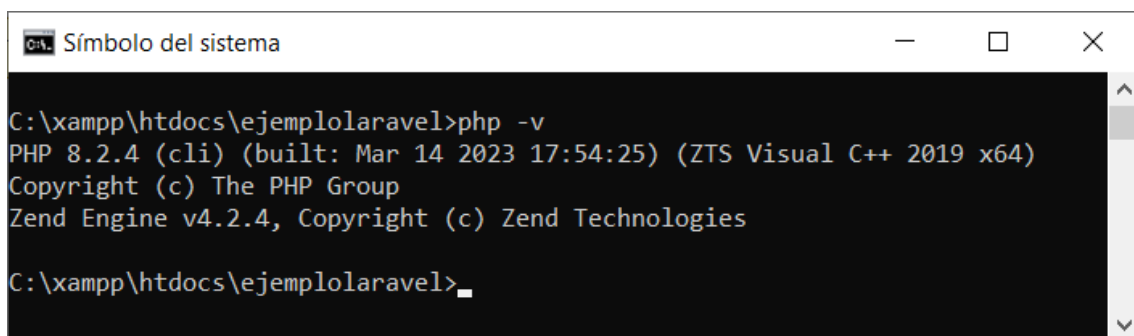 Símbolo del sistema
C:\xampp\htdocs\ejemplolaravel>php -v
PHP 8.2.4 (cli) (built: Mar 14 2023 17:54:25) (ZTS Visual C++ 2019 x64)
Copyright (c) The PHP Group
Zend Engine v4.2.4, Copyright (c) Zend Technologies
C:\xampp\htdocs\ejemplolaravel>